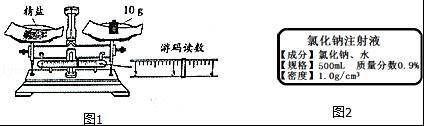 精盐
10 g
游码读数
图1
氯化钠注射液
【成分】氯化钠、水
【规格】500mL 质量分数0.9%
【密度】1.0g/cm³
图2